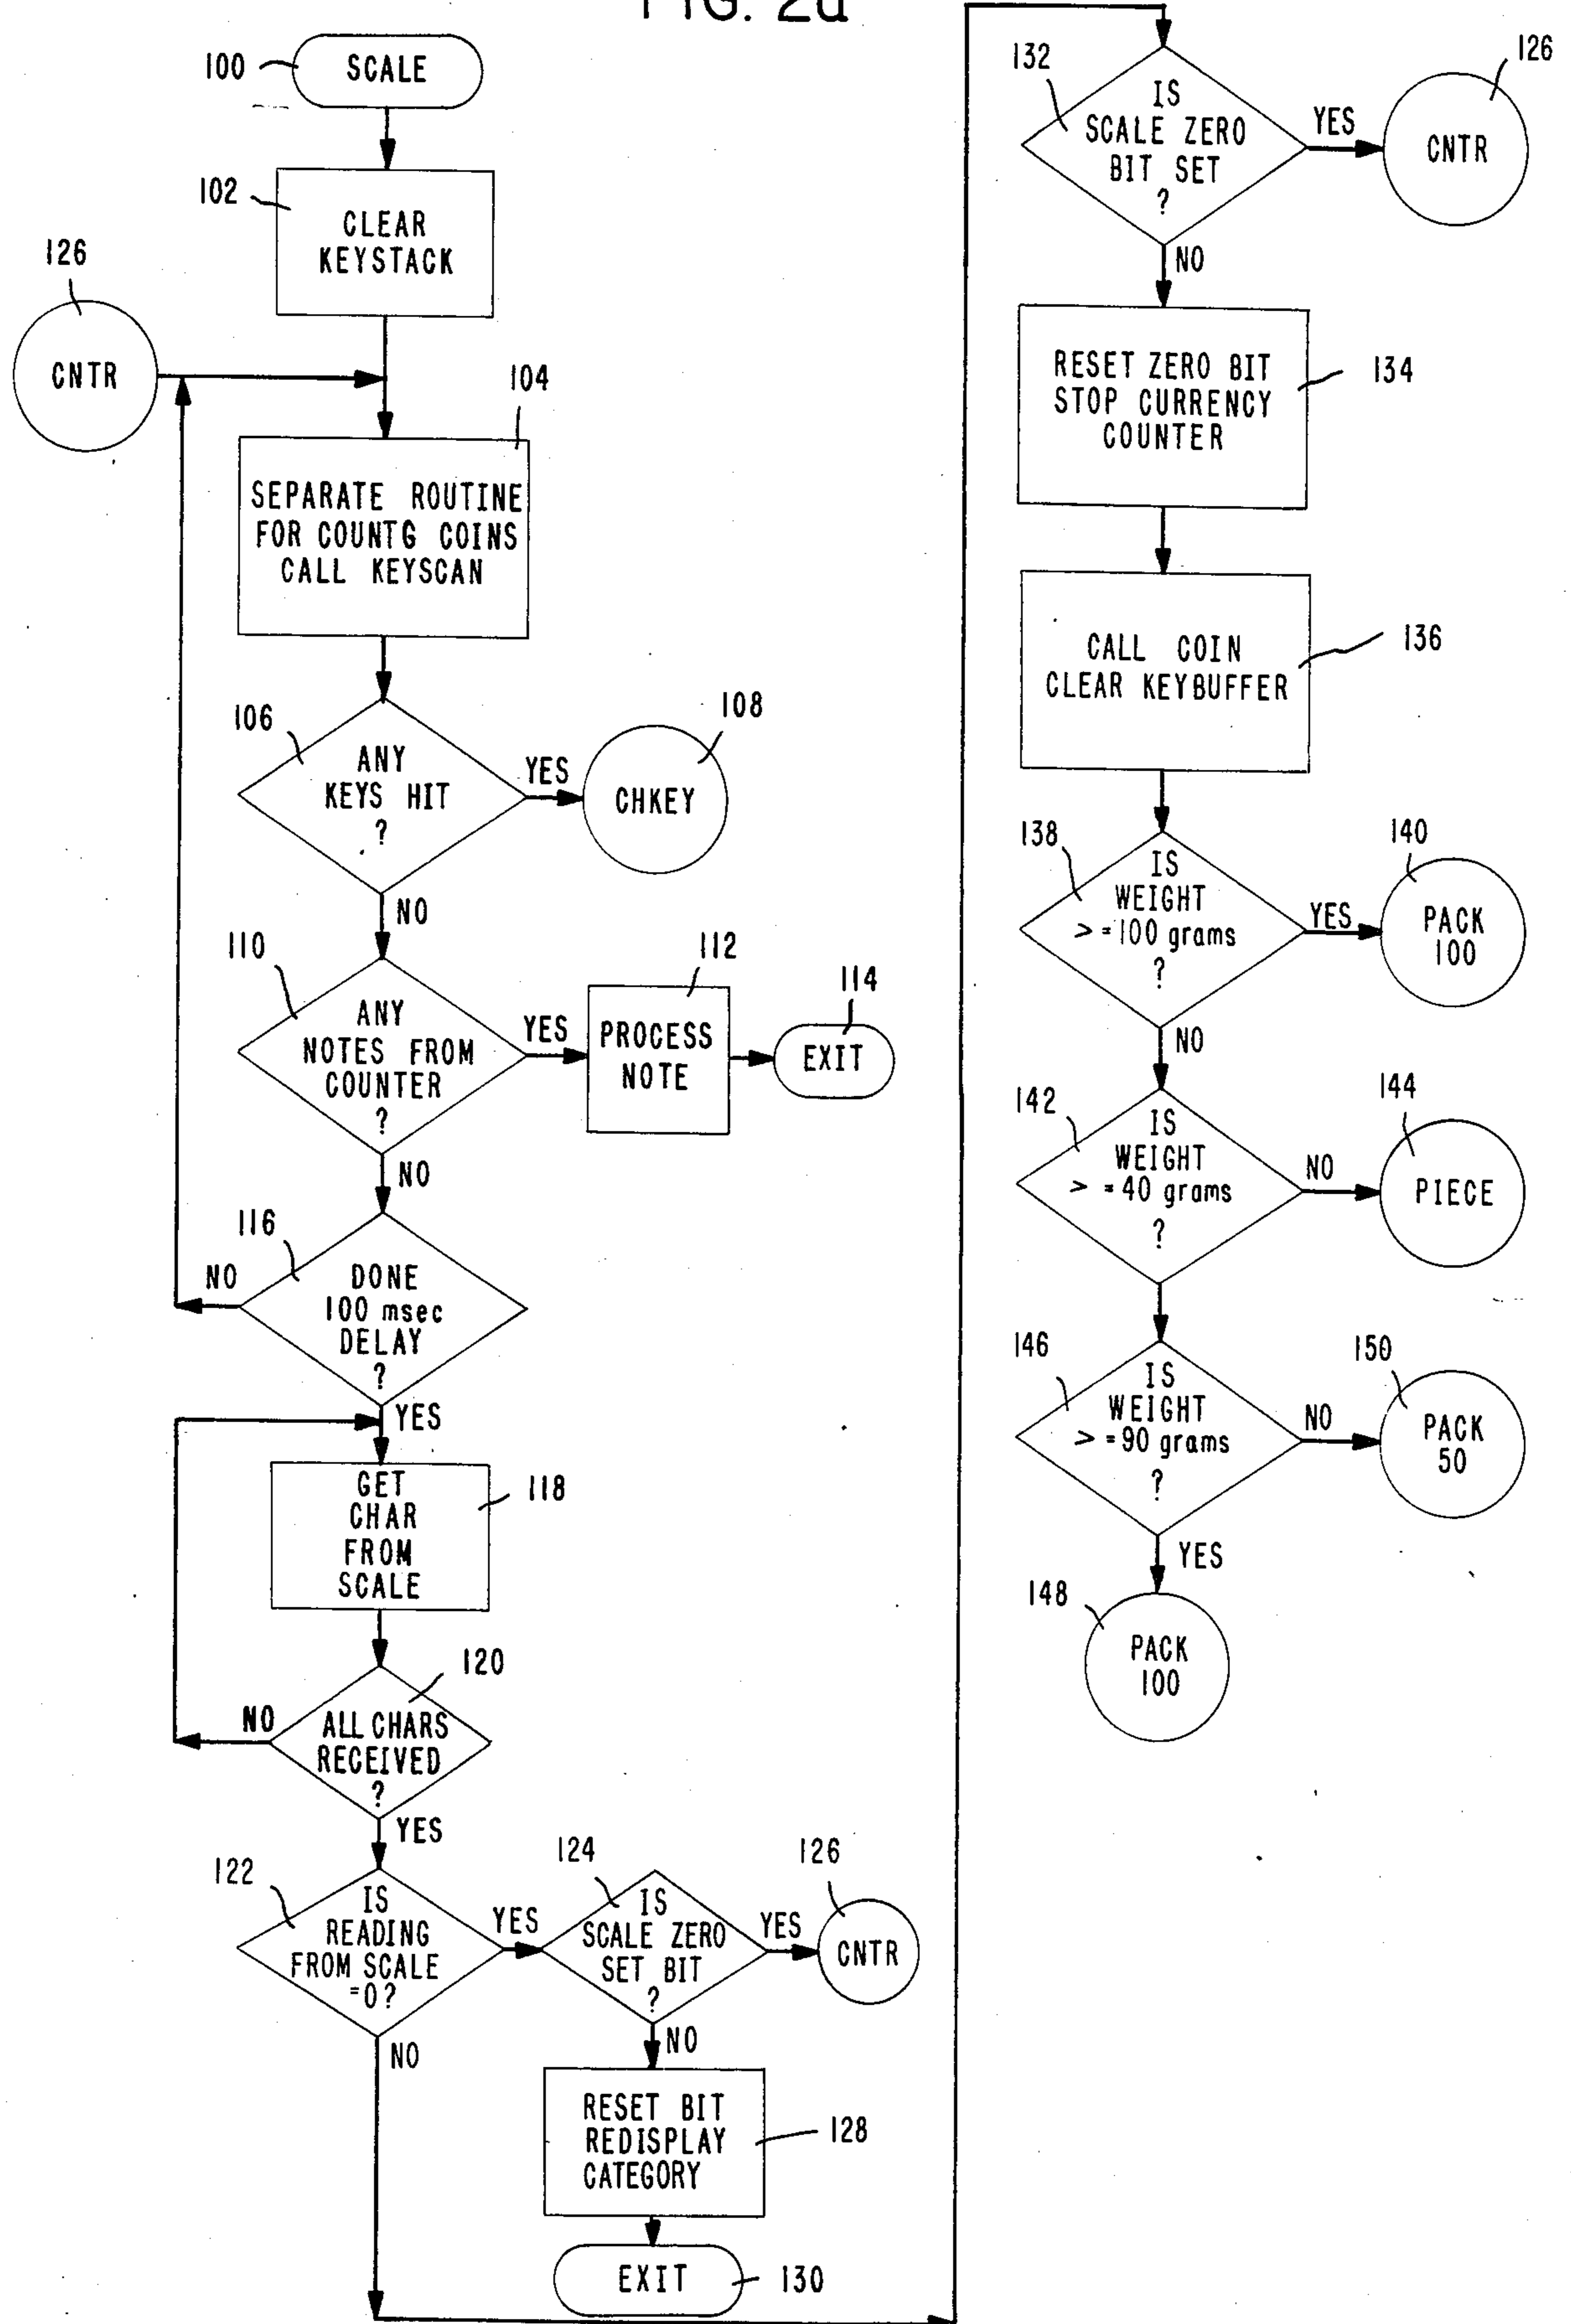 FIG. 2a
100
SCALE
102
CLEAR
KEYSTACK
126
CNTR
104
SEPARATE ROUTINE
FOR COUNTG COINS
CALL KEYSCAN
106
ANY
KEYS HIT
?
YES
108
CHKEY
NO
110
ANY
NOTES FROM
COUNTER
?
YES
112
PROCESS
NOTE
114
EXIT
NO
116
DONE
100 msec
DELAY
?
NO
YES
GET
CHAR
FROM
SCALE
118
120
ALL CHARS
RECEIVED
?
NO
YES
122
IS
READING
FROM SCALE
=0?
YES
124
IS
SCALE ZERO
SET BIT
?
YES
126
CNTR
NO
NO
RESET BIT
REDISPLAY
CATEGORY
128
EXIT
130
132
IS
SCALE ZERO
BIT SET
?
YES
126
CNTR
NO
RESET ZERO BIT
STOP CURRENCY
COUNTER
134
CALL COIN
CLEAR KEYBUFFER
136
138
IS
WEIGHT
>=100 grams
?
YES
140
PACK
100
NO
142
IS
WEIGHT
>=40 grams
?
NO
144
PIECE
146
IS
WEIGHT
>=90 grams
?
NO
150
PACK
50
YES
148
PACK
100